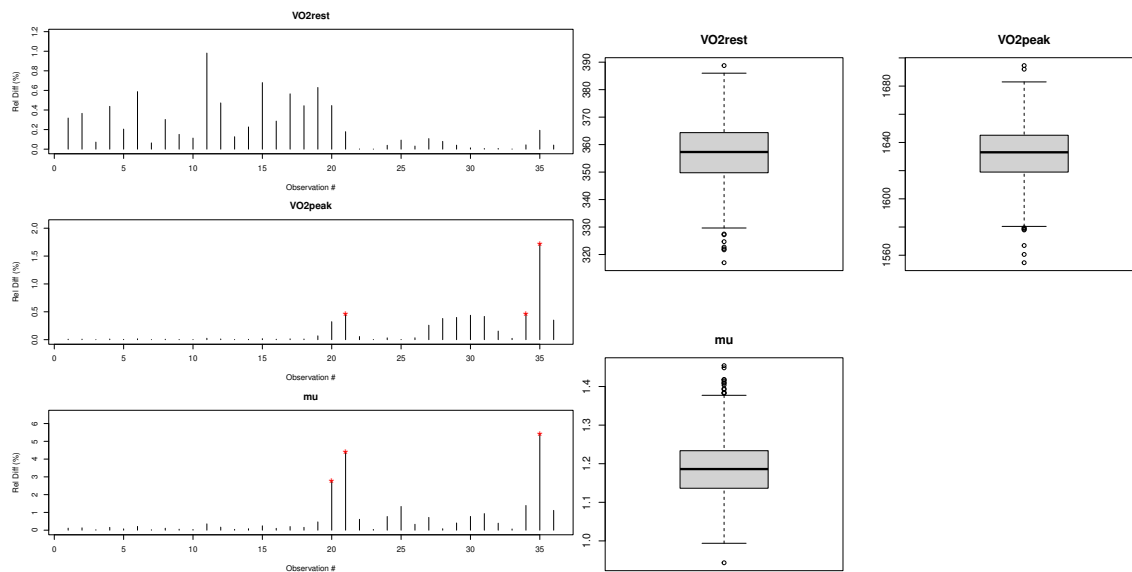 VO2rest
Rel Diff (%)
0.0 0.2 0.4 0.6 0.8 1.0 1.2
0 5 10 15 20 25 30 35
Observation #
VO2peak
Rel Diff (%)
0.0 0.5 1.0 1.5 2.0
0 5 10 15 20 25 30 35
Observation #
mu
Rel Diff (%)
0 1 2 3 4 5 6
0 5 10 15 20 25 30 35
Observation #
VO2rest
320 330 340 350 360 370 380 390
VO2peak
1560 1600 1640 1680
mu
1.0 1.1 1.2 1.3 1.4